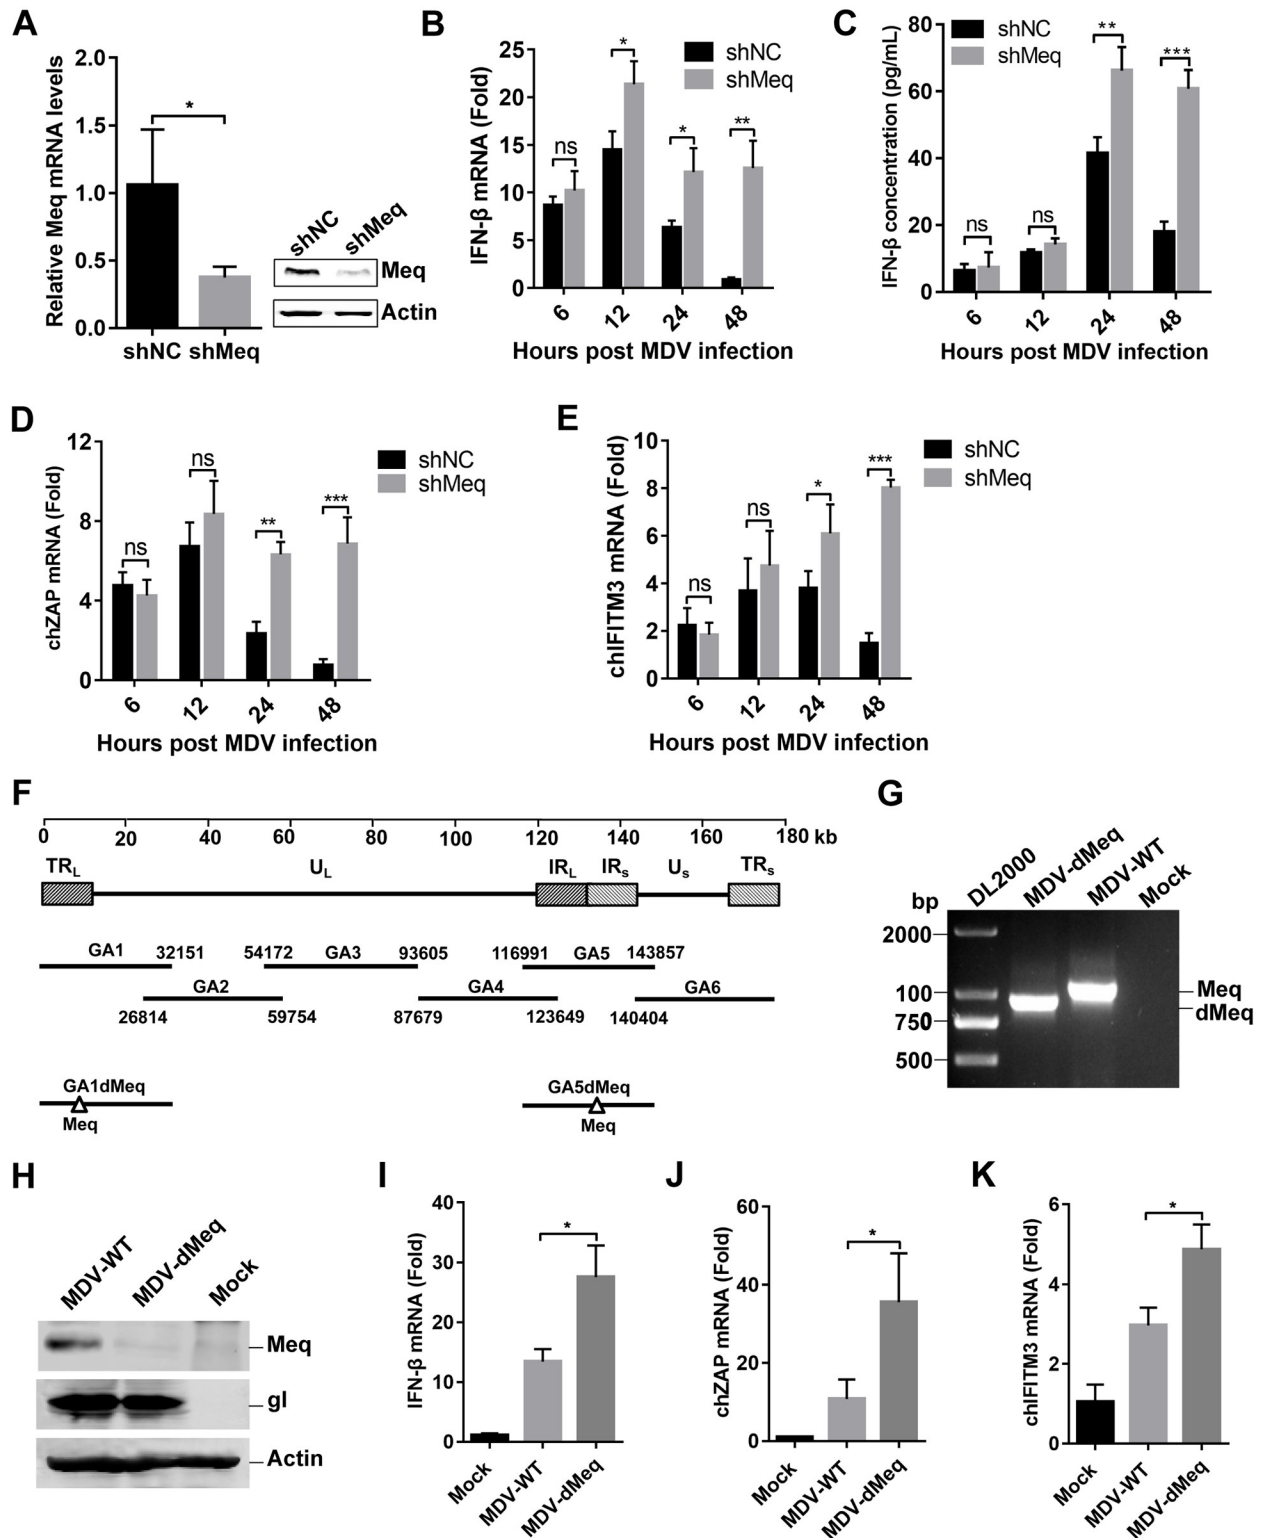 A
Relative Meq mRNA levels
2.0
1.5
1.0
0.5
0.0
*
shNC shMeq
shNC
shMeq
Meq
Actin
B
IFN-β mRNA (Fold)
25
20
15
10
5
0
ns
*
*
**
shNC
shMeq
6
12
24
48
Hours post MDV infection
C
IFN-β concentration (pg/mL)
80
60
40
20
0
shNC
shMeq
ns
ns
**
***
6
12
24
48
Hours post MDV infection
D
chZAP mRNA (Fold)
12
8
4
0
ns
ns
**
***
shNC
shMeq
6
12
24
48
Hours post MDV infection
E
chIFITM3 mRNA (Fold)
10
8
6
4
2
0
ns
ns
*
***
shNC
shMeq
6
12
24
48
Hours post MDV infection
F
0 20 40 60 80 100 120 140 160 180 kb
TRL UL IRL IRs Us TRs
GA1 32151 54172 GA3 93605 116991 GA5 143857
GA2 GA4 GA6
26814 59754 87679 123649 140404
GA1dMeq GA5dMeq
Meq Meq
G
bp
DL2000
MDV-dMeq
MDV-WT
Mock
2000
100
750
500
Meq
dMeq
H
MDV-WT
MDV-dMeq
Mock
Meq
gI
Actin
I
IFN-β mRNA (Fold)
40
30
20
10
0
*
Mock
MDV-WT
MDV-dMeq
J
chZAP mRNA (Fold)
60
40
20
0
*
Mock
MDV-WT
MDV-dMeq
K
chIFITM3 mRNA (Fold)
6
4
2
0
*
Mock
MDV-WT
MDV-dMeq